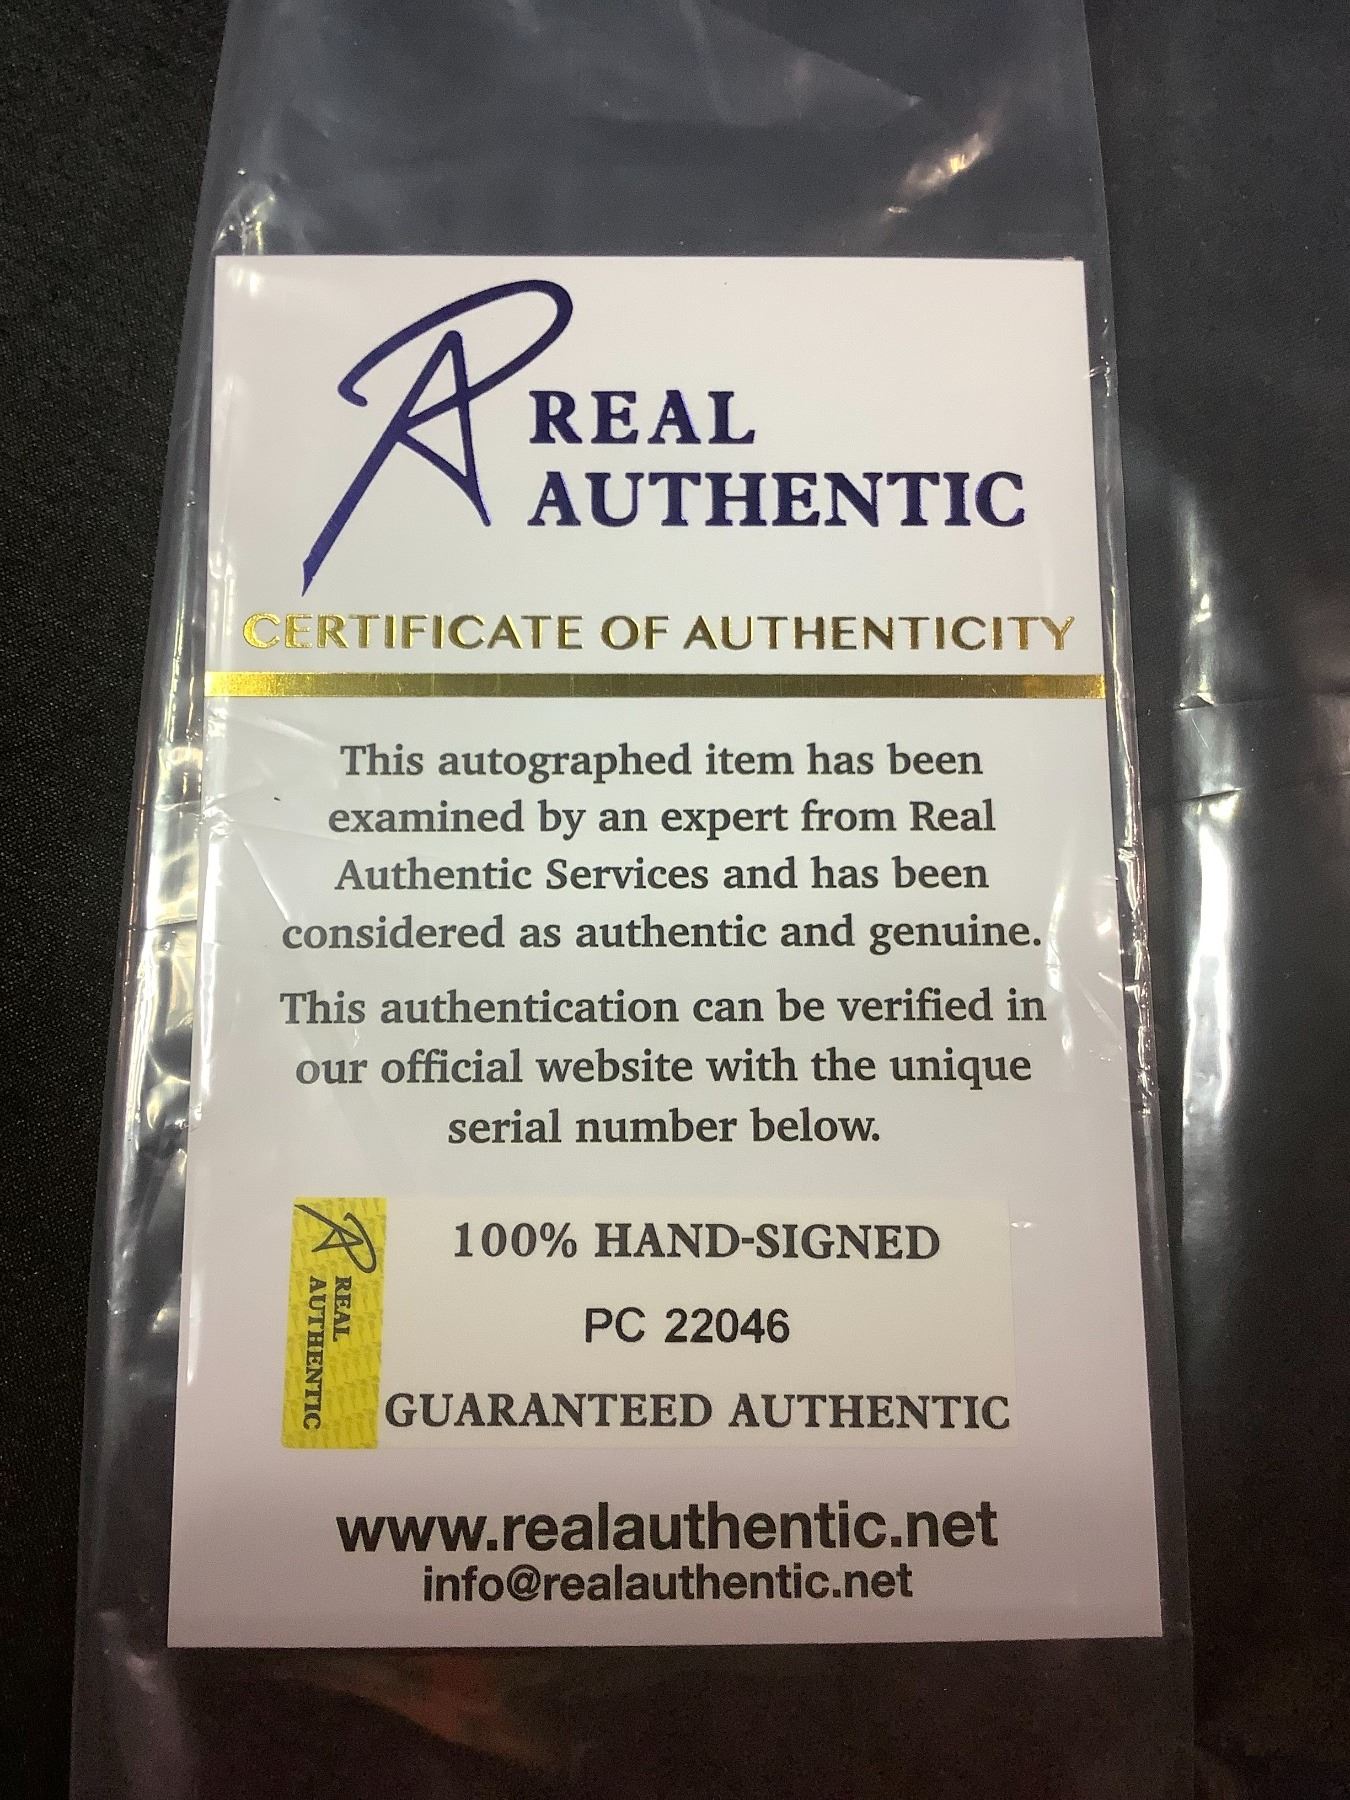 REAL
AUTHENTIC
CERTIFICATE OF AUTHENTICITY
This autographed item has been
examined by an expert from Real
Authentic Services and has been
considered as authentic and genuine.
This authentication can be verified in
our official website with the unique
serial number below.
REAL
AUTHENTIC
100% HAND-SIGNED
PC 22046
GUARANTEED AUTHENTIC
www.realauthentic.net
info@realauthentic.net